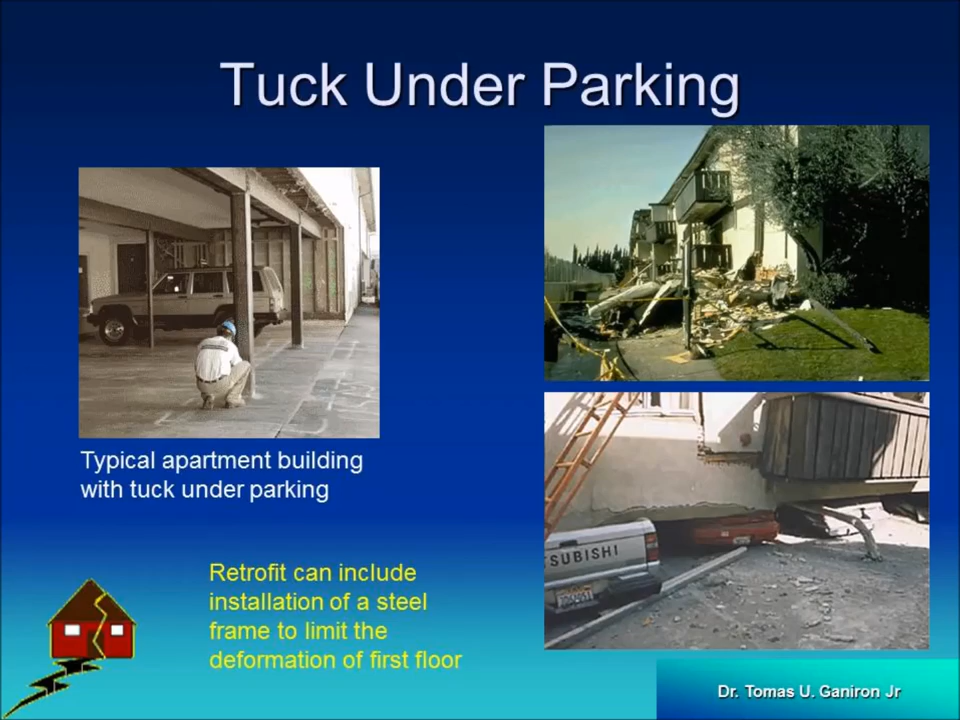 Tuck Under Parking
Typical apartment building
with tuck under parking
TSUBISHI
Retrofit can include
installation of a steel
frame to limit the
deformation of first floor
Dr. Tomas U. Ganiron Jr